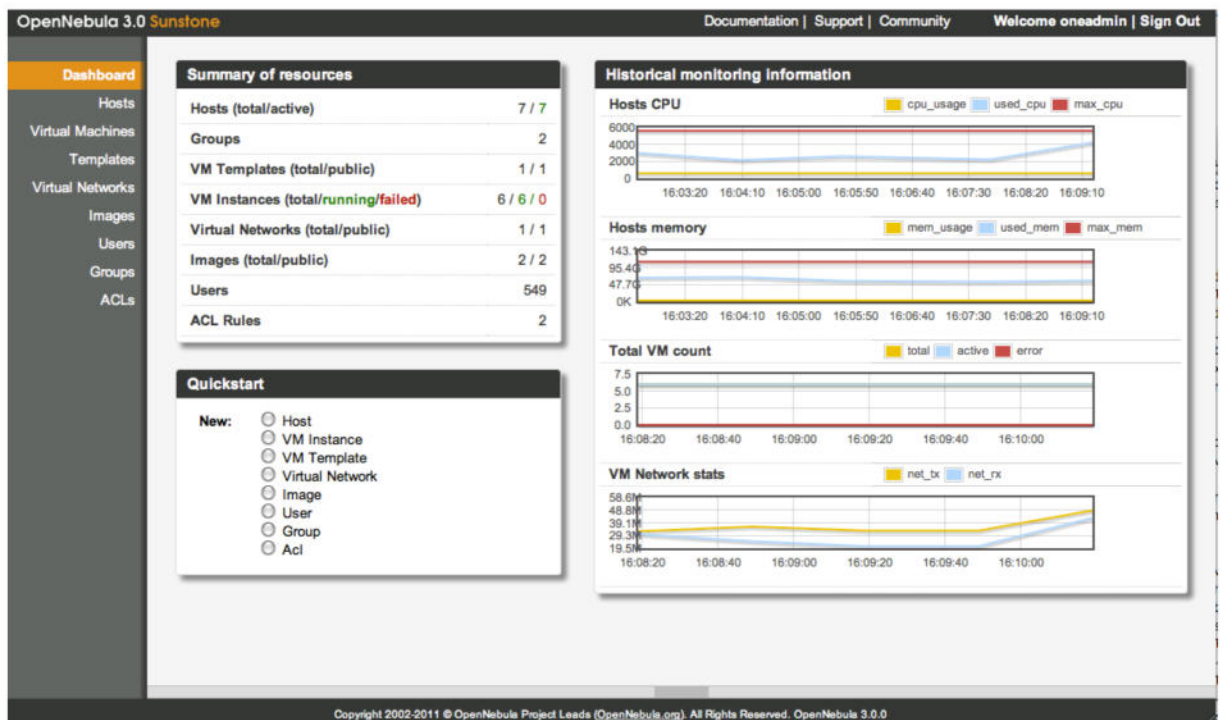 OpenNebula 3.0 Sunstone
Documentation | Support | Community Welcome oneadmin | Sign Out
Dashboard
Hosts
Virtual Machines
Templates
Virtual Networks
Images
Users
Groups
ACLs
Summary of resources
Hosts (total/active) 7 / 7
Groups 2
VM Templates (total/public) 1 / 1
VM Instances (total/running/failed) 6 / 6 / 0
Virtual Networks (total/public) 1 / 1
Images (total/public) 2 / 2
Users 549
ACL Rules 2
Quickstart
New: Host
VM Instance
VM Template
Virtual Network
Image
User
Group
Acl
Historical monitoring information
Hosts CPU cpu_usage used_cpu max_cpu
6000
4000
2000
0
16:03:20 16:04:10 16:05:00 16:05:50 16:06:40 16:07:30 16:08:20 16:09:10
Hosts memory mem_usage used_mem max_mem
143.1G
95.4G
47.7G
0K
16:03:20 16:04:10 16:05:00 16:05:50 16:06:40 16:07:30 16:08:20 16:09:10
Total VM count total active error
7.5
5.0
2.5
0.0
16:08:20 16:08:40 16:09:00 16:09:20 16:09:40 16:10:00
VM Network stats net_tx net_rx
58.6M
48.8M
39.1M
29.3M
19.5M
16:08:20 16:08:40 16:09:00 16:09:20 16:09:40 16:10:00
Copyright 2002-2011 © OpenNebula Project Leads (OpenNebula.org). All Rights Reserved. OpenNebula 3.0.0